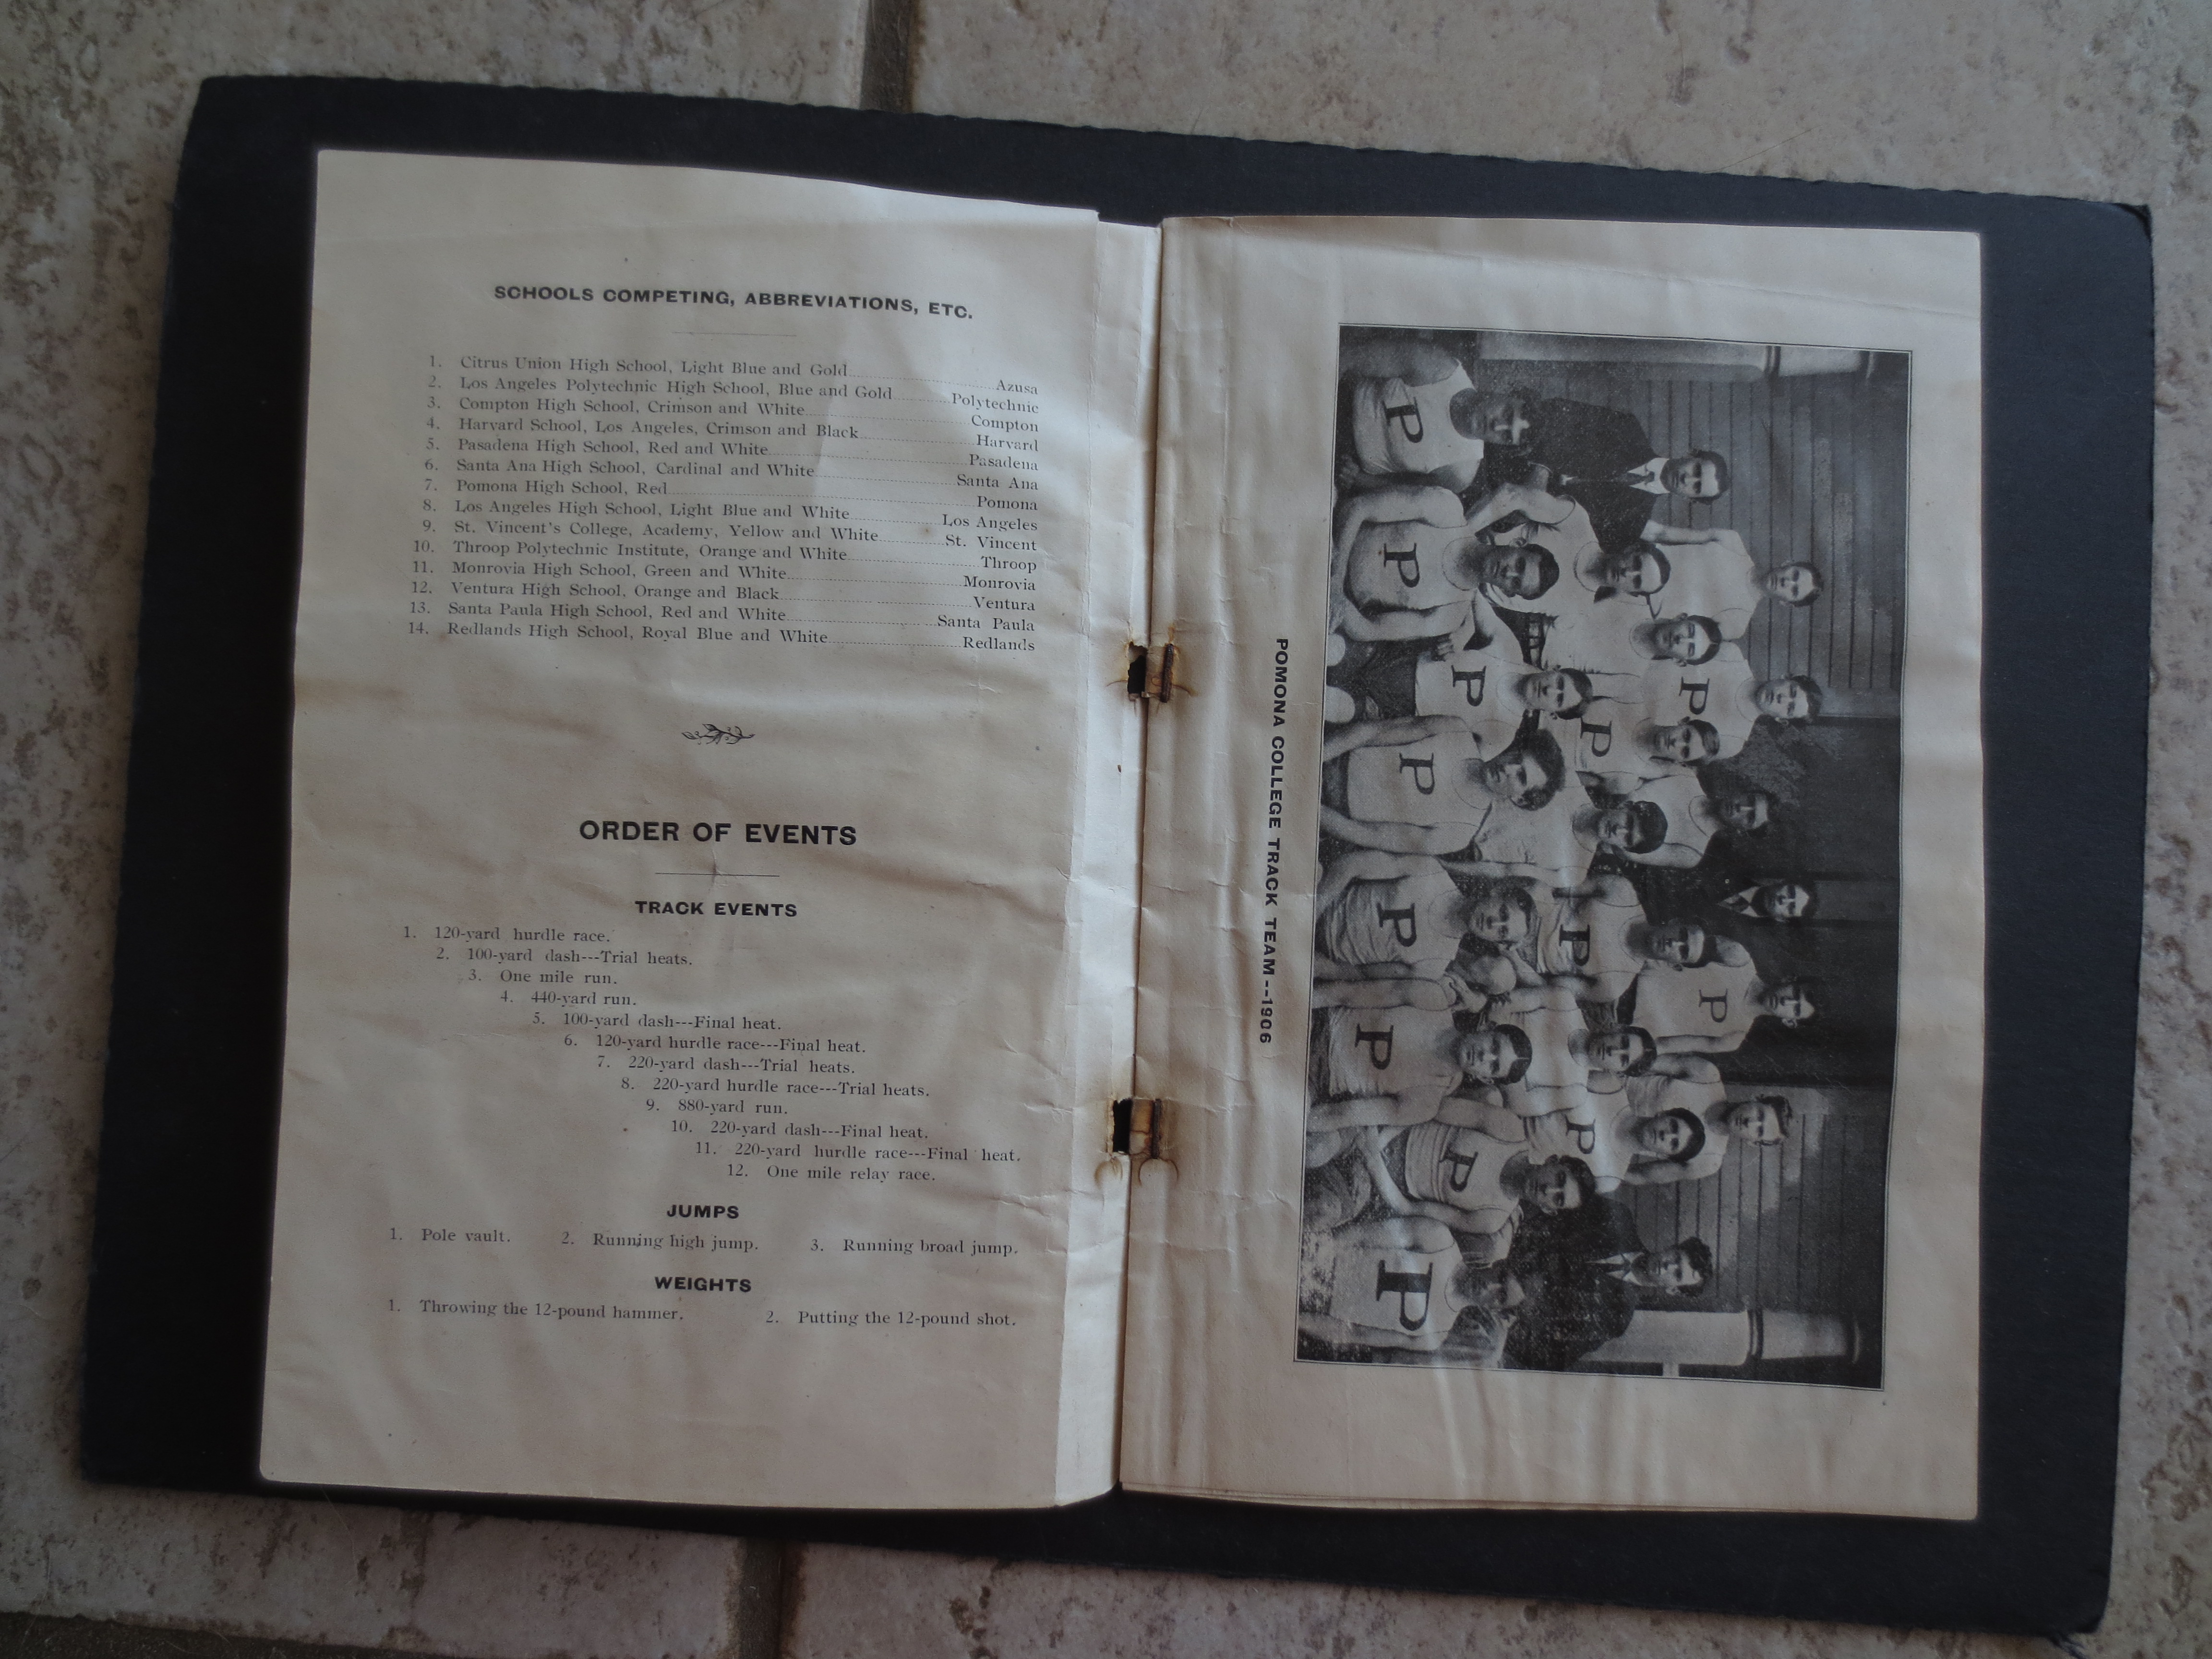 SCHOOLS COMPETING, ABBREVIATIONS, ETC.
1. Citrus Union High School, Light Blue and Gold Azusa
2. Los Angeles Polytechnic High School, Blue and Gold Polytechnic
3. Compton High School, Crimson and White Compton
4. Harvard School, Los Angeles, Crimson and Black Harvard
5. Pasadena High School, Red and White Pasadena
6. Santa Ana High School, Cardinal and White Santa Ana
7. Pomona High School, Red Pomona
8. Los Angeles High School, Light Blue and White Los Angeles
9. St. Vincent's College, Academy, Yellow and White St. Vincent
10. Throop Polytechnic Institute, Orange and White Throop
11. Monrovia High School, Green and White Monrovia
12. Ventura High School, Orange and Black Ventura
13. Santa Paula High School, Red and White Santa Paula
14. Redlands High School, Royal Blue and White Redlands
ORDER OF EVENTS
TRACK EVENTS
1. 120-yard hurdle race.
2. 100-yard dash---Trial heats.
3. One mile run.
4. 440-yard run.
5. 100-yard dash---Final heat.
6. 120-yard hurdle race---Final heat.
7. 220-yard dash---Trial heats.
8. 220-yard hurdle race---Trial heats.
9. 880-yard run.
10. 220-yard dash---Final heat.
11. 220-yard hurdle race---Final heat.
12. One mile relay race.
JUMPS
1. Pole vault. 2. Running high jump. 3. Running broad jump.
WEIGHTS
1. Throwing the 12-pound hammer. 2. Putting the 12-pound shot.
POMONA COLLEGE TRACK TEAM--1906
P
P
P
P
P
P
P
P
P
P
P
P
P
P